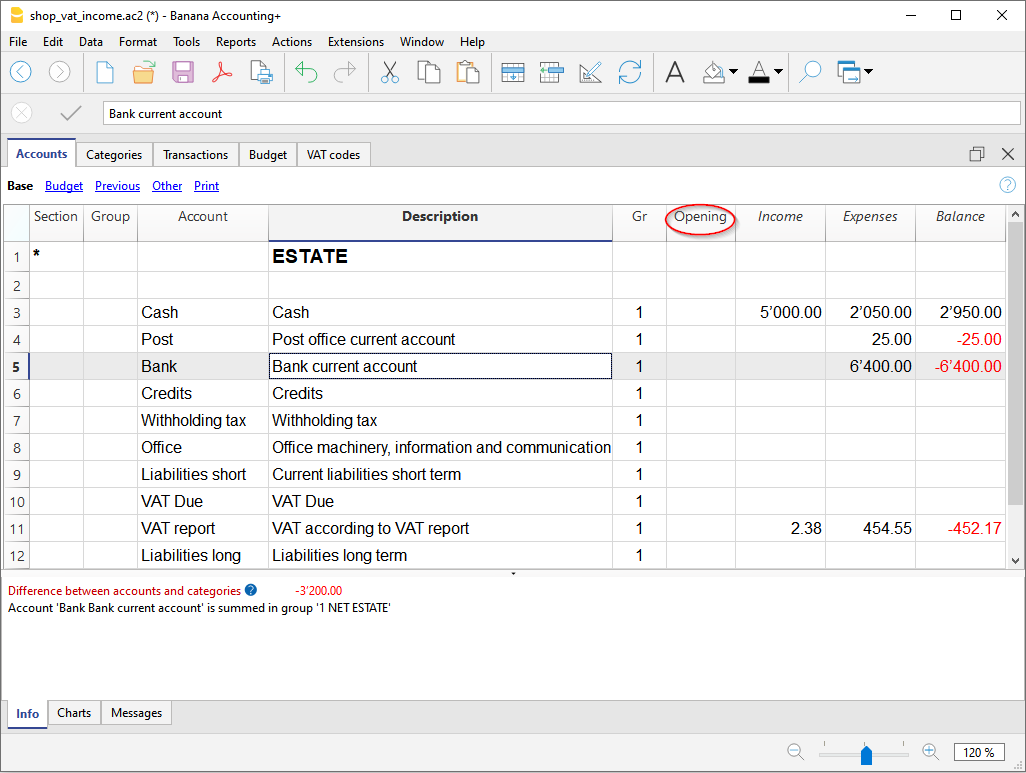 shop_vat_income.ac2 (*) - Banana Accounting+
File Edit Data Format Tools Reports Actions Extensions Window Help
Bank current account
Accounts Categories Transactions Budget VAT codes
Base Budget Previous Other Print
Section Group Account Description Gr Opening Income Expenses Balance
1 * ESTATE
2
3 Cash Cash 1 5’000.00 2’050.00 2’950.00
4 Post Post office current account 1 25.00 -25.00
5 Bank Bank current account 1 6’400.00 -6’400.00
6 Credits Credits 1
7 Withholding tax Withholding tax 1
8 Office Office machinery, information and communication 1
9 Liabilities short Current liabilities short term 1
10 VAT Due VAT Due 1
11 VAT report VAT according to VAT report 1 2.38 454.55 -452.17
12 Liabilities long Liabilities long term 1
Difference between accounts and categories ? -3’200.00
Account 'Bank Bank current account' is summed in group '1 NET ESTATE'
Info Charts Messages
120 %